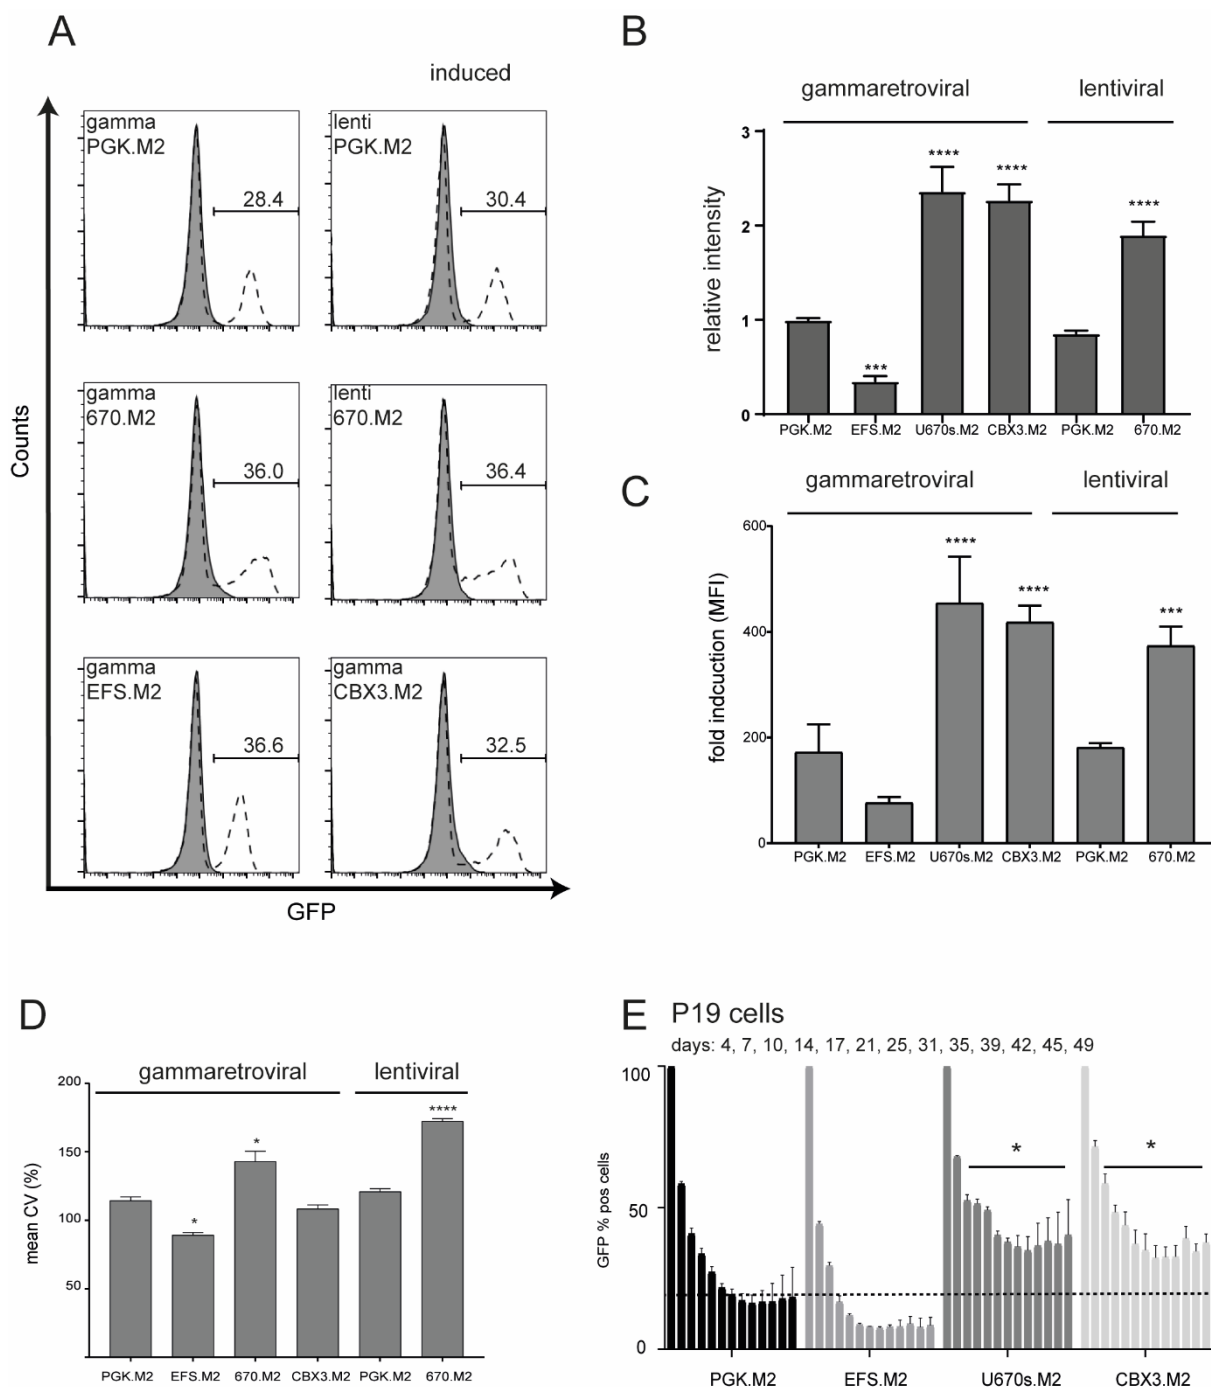 A
induced
gamma
PGK.M2
28.4
lenti
PGK.M2
30.4
gamma
670.M2
36.0
lenti
670.M2
36.4
gamma
EFS.M2
36.6
gamma
CBX3.M2
32.5
Counts
GFP
B
gammaretroviral lentiviral
relative intensity
3
2
1
0
**** **** **** ***
PGK.M2 EFS.M2 U670s.M2 CBX3.M2 PGK.M2 670.M2
C
gammaretroviral lentiviral
fold indcuction (MFI)
600
400
200
0
**** **** ***
PGK.M2 EFS.M2 U670s.M2 CBX3.M2 PGK.M2 670.M2
D
gammaretroviral lentiviral
mean CV (%)
200
150
100
50
* * ****
PGK.M2 EFS.M2 670.M2 CBX3.M2 PGK.M2 670.M2
E P19 cells
days: 4, 7, 10, 14, 17, 21, 25, 31, 35, 39, 42, 45, 49
GFP % pos cells
100
50
0
* *
PGK.M2 EFS.M2 U670s.M2 CBX3.M2